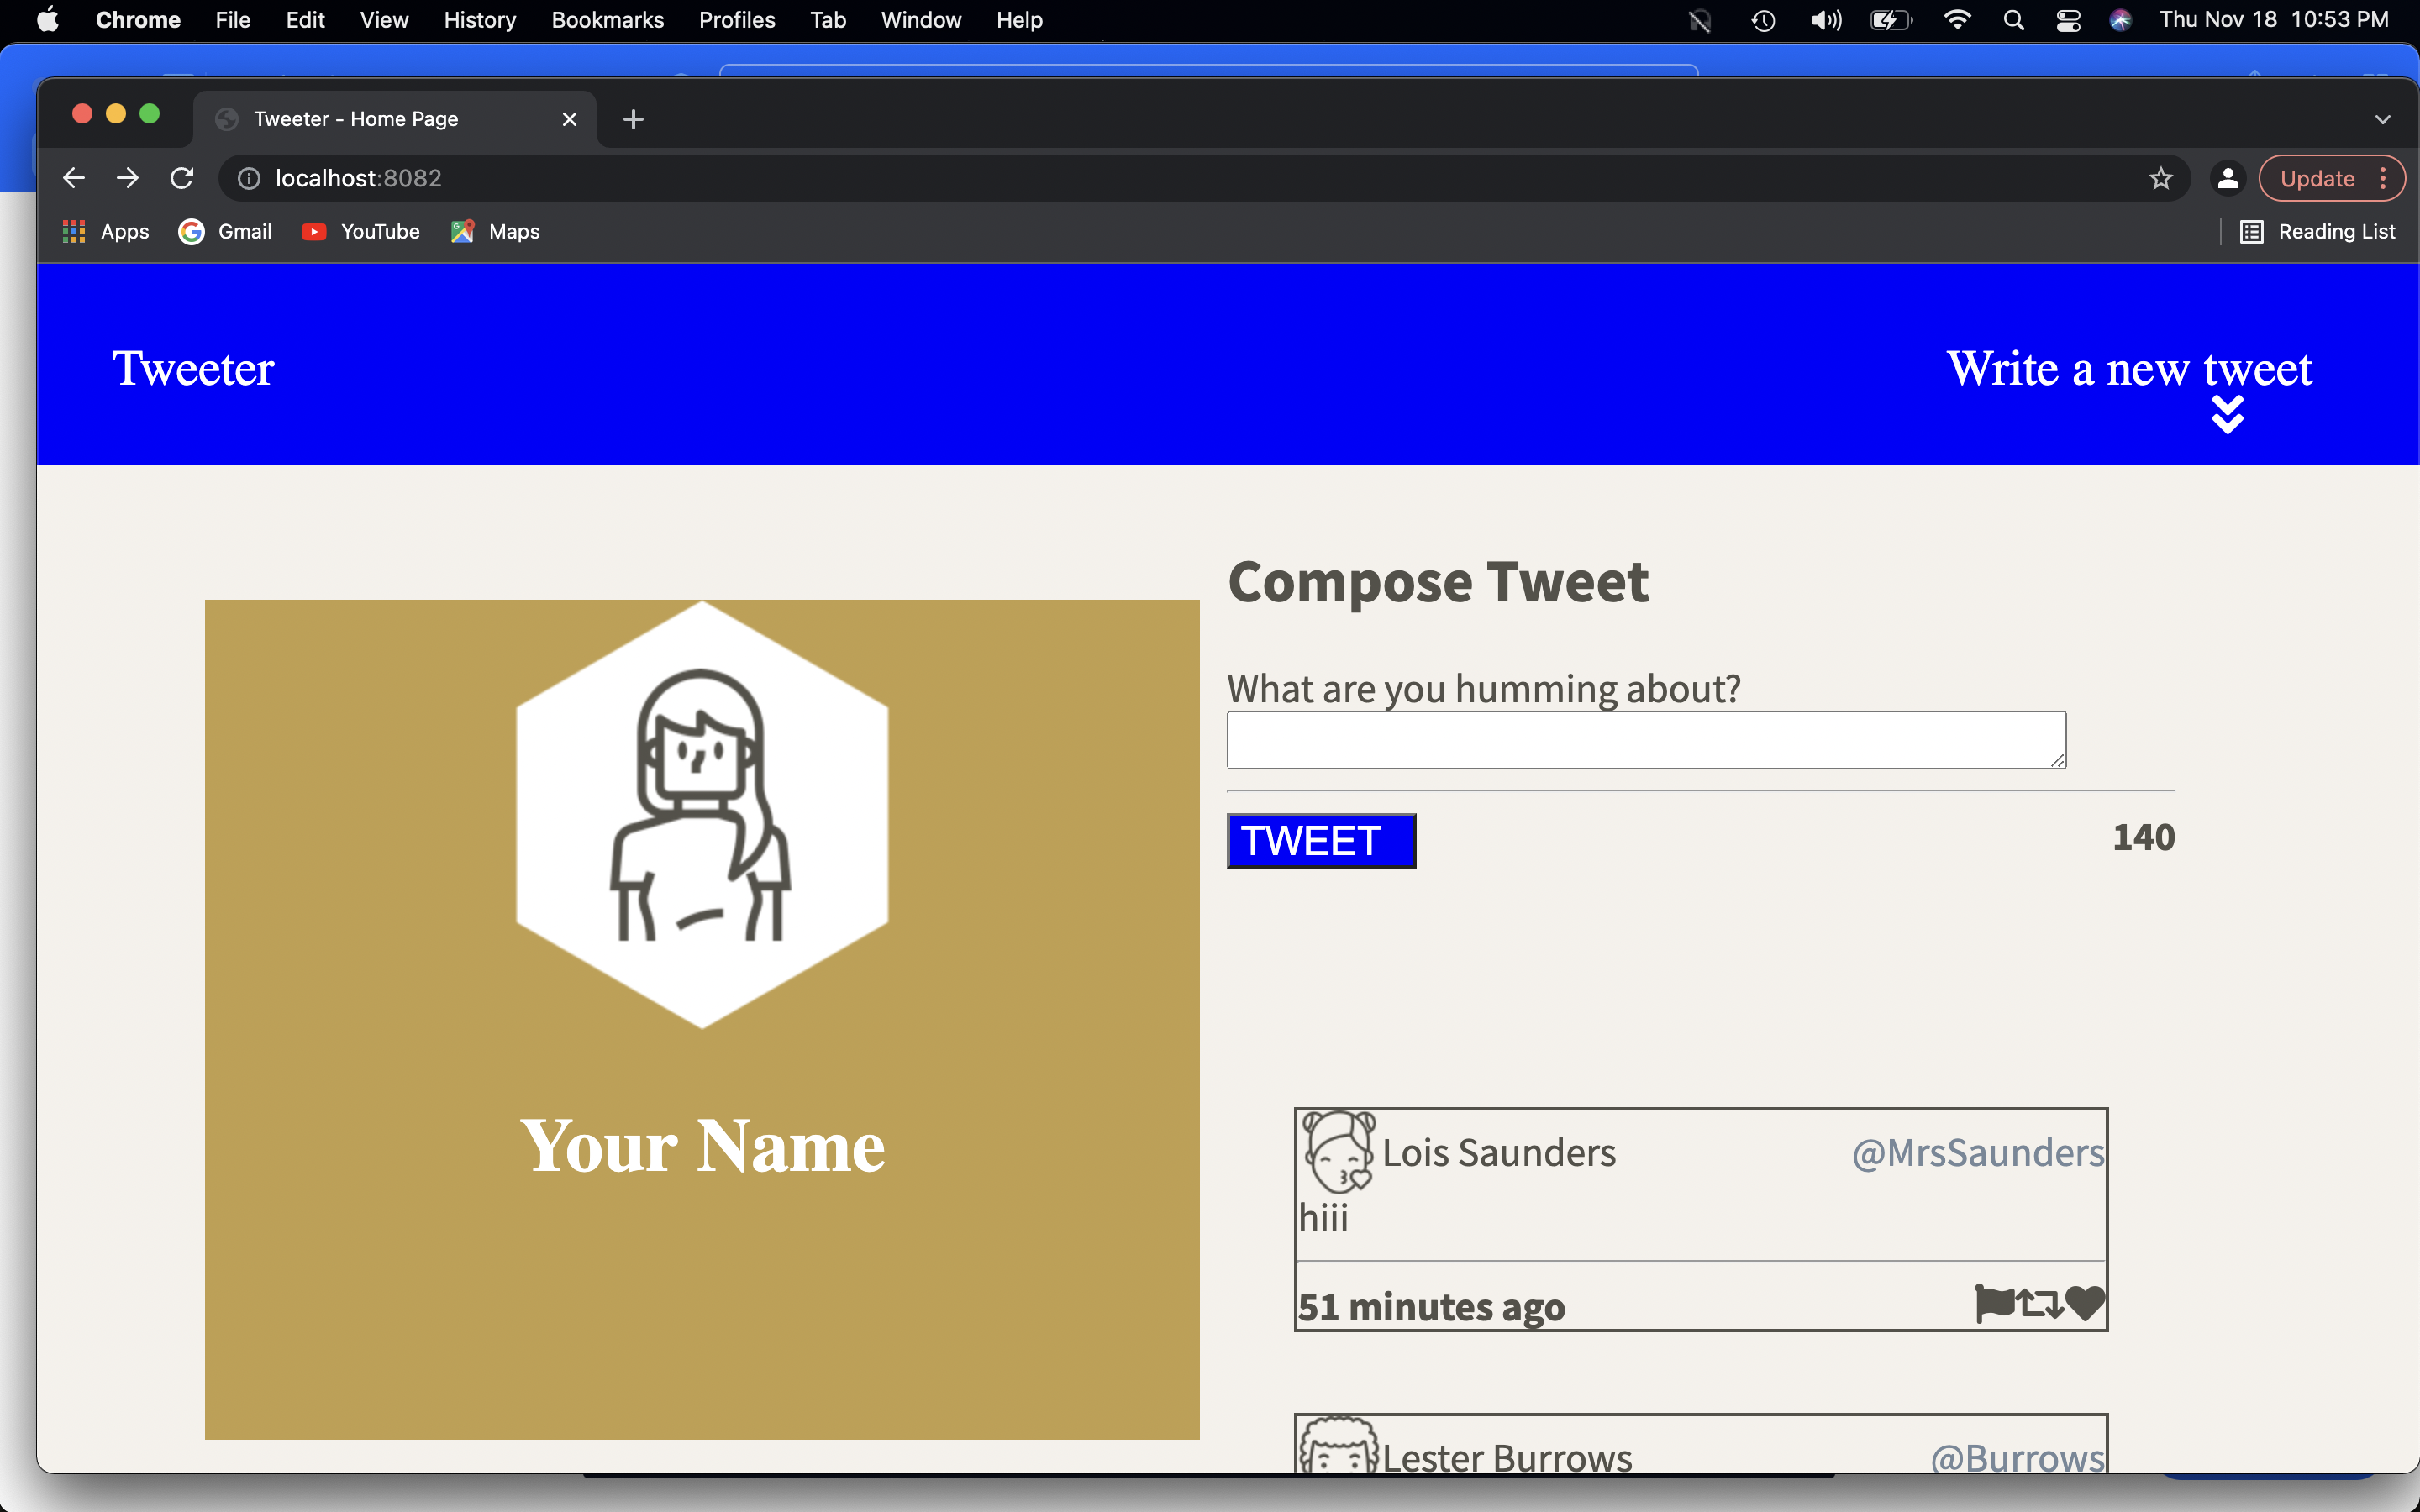 Chrome File Edit View History Bookmarks Profiles Tab Window Help Thu Nov 18 10:53 PM
Tweeter - Home Page
localhost:8082 Update
Apps Gmail YouTube Maps Reading List
Tweeter Write a new tweet
Compose Tweet
What are you humming about?
TWEET 140
Your Name
Lois Saunders @MrsSaunders
hiii
51 minutes ago
Lester Burrows @Burrows